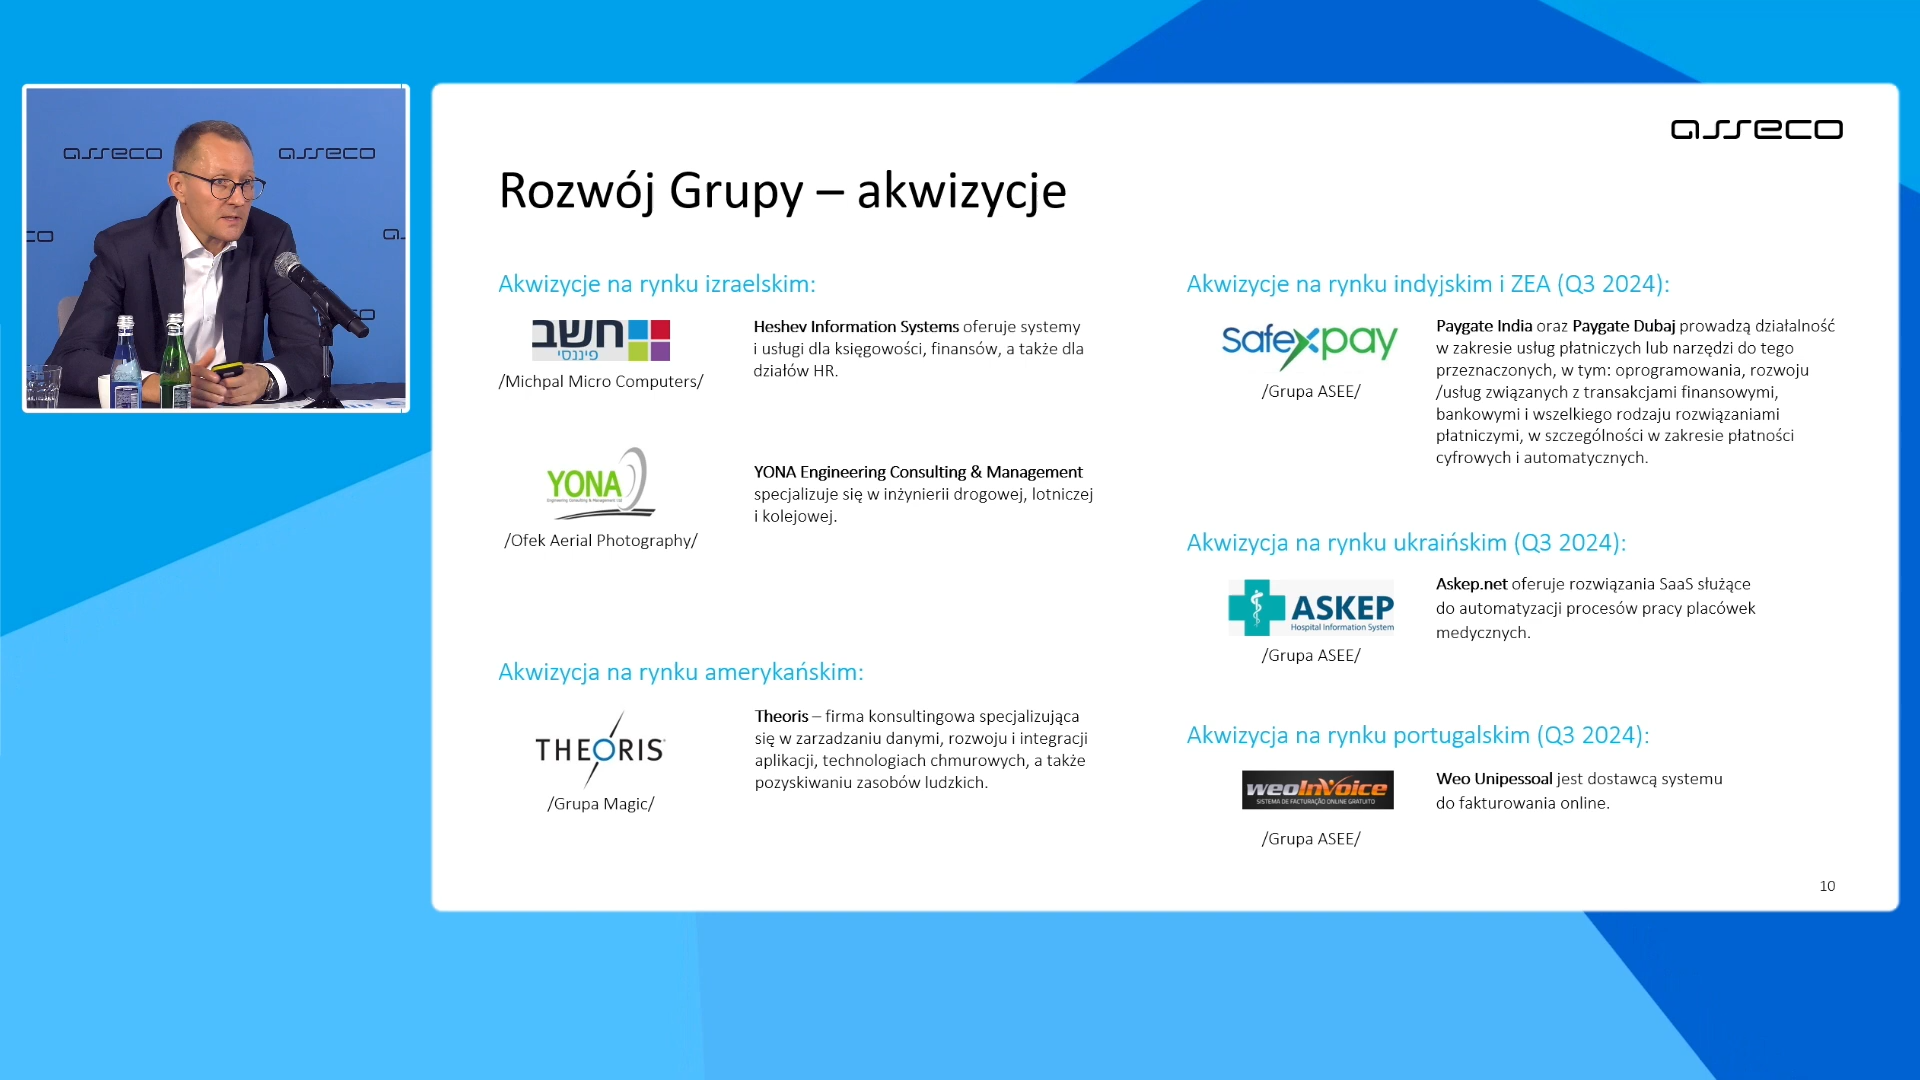 asseco
asseco
asseco
co
a
co
Rozwój Grupy – akwizycje
Akwizycje na rynku izraelskim:
חשב
פיננסי
/Michpal Micro Computers/
Heshev Information Systems oferuje systemy
i usługi dla księgowości, finansów, a także dla
działów HR.
YONA
Engineering Consulting & Management Ltd
/Ofek Aerial Photography/
YONA Engineering Consulting & Management
specjalizuje się w inżynierii drogowej, lotniczej
i kolejowej.
Akwizycja na rynku amerykańskim:
THEORIS
/Grupa Magic/
Theoris – firma konsultingowa specjalizująca
się w zarzadzaniu danymi, rozwoju i integracji
aplikacji, technologiach chmurowych, a także
pozyskiwaniu zasobów ludzkich.
Akwizycje na rynku indyjskim i ZEA (Q3 2024):
Safexpay
/Grupa ASEE/
Paygate India oraz Paygate Dubaj prowadzą działalność
w zakresie usług płatniczych lub narzędzi do tego
przeznaczonych, w tym: oprogramowania, rozwoju
/usług związanych z transakcjami finansowymi,
bankowymi i wszelkiego rodzaju rozwiązaniami
płatniczymi, w szczególności w zakresie płatności
cyfrowych i automatycznych.
Akwizycja na rynku ukraińskim (Q3 2024):
ASKEP
Hospital Information System
/Grupa ASEE/
Askep.net oferuje rozwiązania SaaS służące
do automatyzacji procesów pracy placówek
medycznych.
Akwizycja na rynku portugalskim (Q3 2024):
weoInVoice
SISTEMA DE FACTURAÇÃO ONLINE GRATUITO
/Grupa ASEE/
Weo Unipessoal jest dostawcą systemu
do fakturowania online.
10